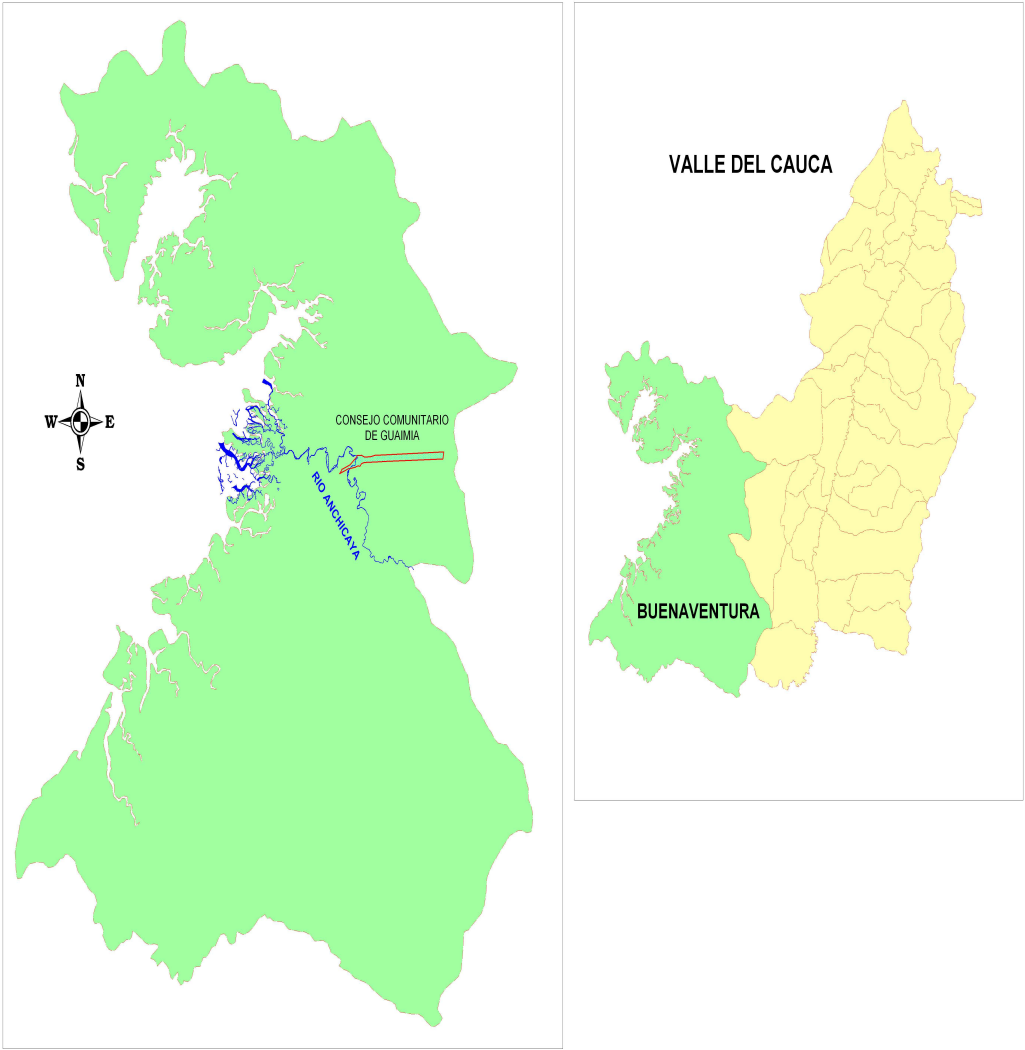 N
W E
S
CONSEJO COMUNITARIO
DE GUAIMIA
RIO ANCHICAYA
VALLE DEL CAUCA
BUENAVENTURA